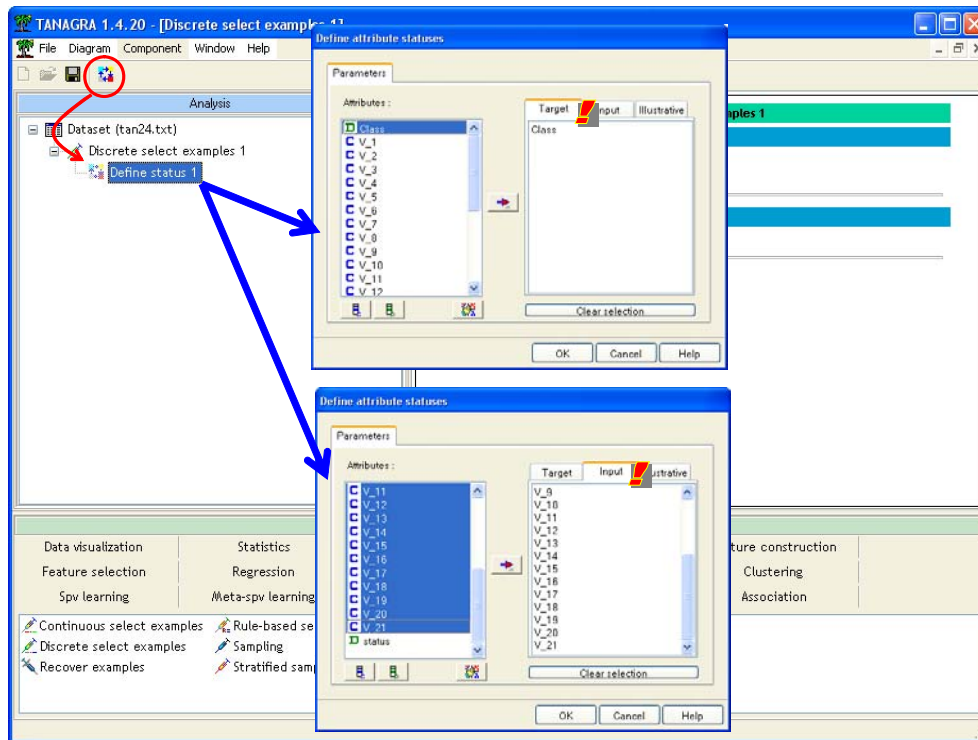 TANAGRA 1.4.20 - [Discrete select examples 1]
File Diagram Component Window Help
Analysis
Dataset (tan24.txt)
Discrete select examples 1
Define status 1
mples 1
Define attribute statuses
Parameters
Attributes :
Class
V_1
V_2
V_3
V_4
V_5
V_6
V_7
V_8
V_9
V_10
V_11
V_12
Target Input Illustrative
Class
Clear selection
OK Cancel Help
Define attribute statuses
Parameters
Attributes :
V_11
V_12
V_13
V_14
V_15
V_16
V_17
V_18
V_19
V_20
V_21
status
Target Input ustrative
V_9
V_10
V_11
V_12
V_13
V_14
V_15
V_16
V_17
V_18
V_19
V_20
V_21
Clear selection
OK Cancel Help
Data visualization Statistics ture construction
Feature selection Regression Clustering
Spv learning Meta-spv learning Association
Continuous select examples Rule-based se
Discrete select examples Sampling
Recover examples Stratified sam